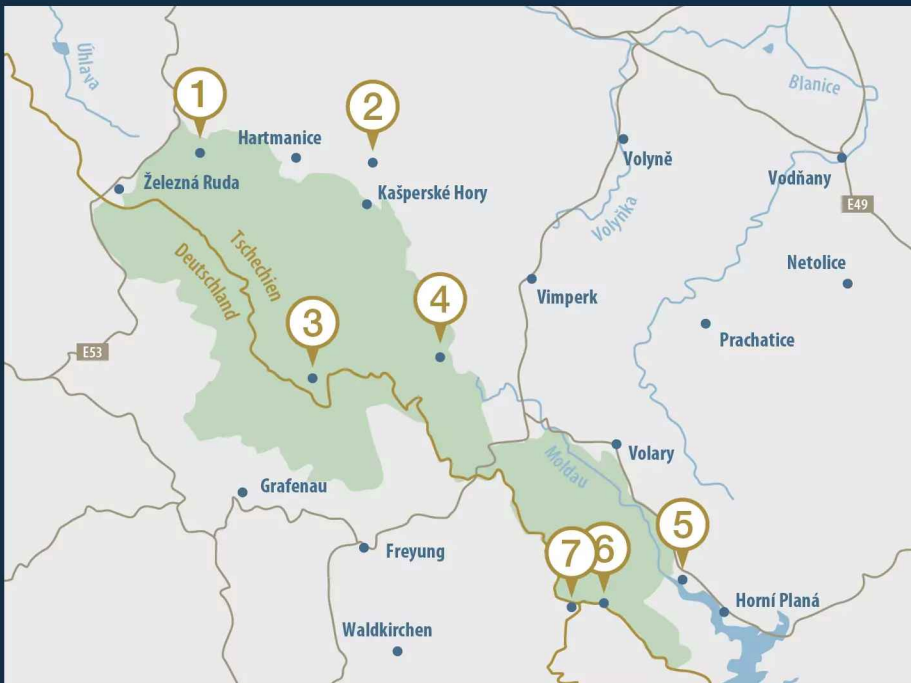 Úhlava
1
2
Hartmanice
Železná Ruda
Kašperské Hory
Volyně
Blanice
Vodňany
E49
Volyňka
Netolice
Tschechien
Deutschland
Vimperk
4
3
Prachatice
E53
Volary
Moldau
Grafenau
5
7
6
Freyung
Horní Planá
Waldkirchen